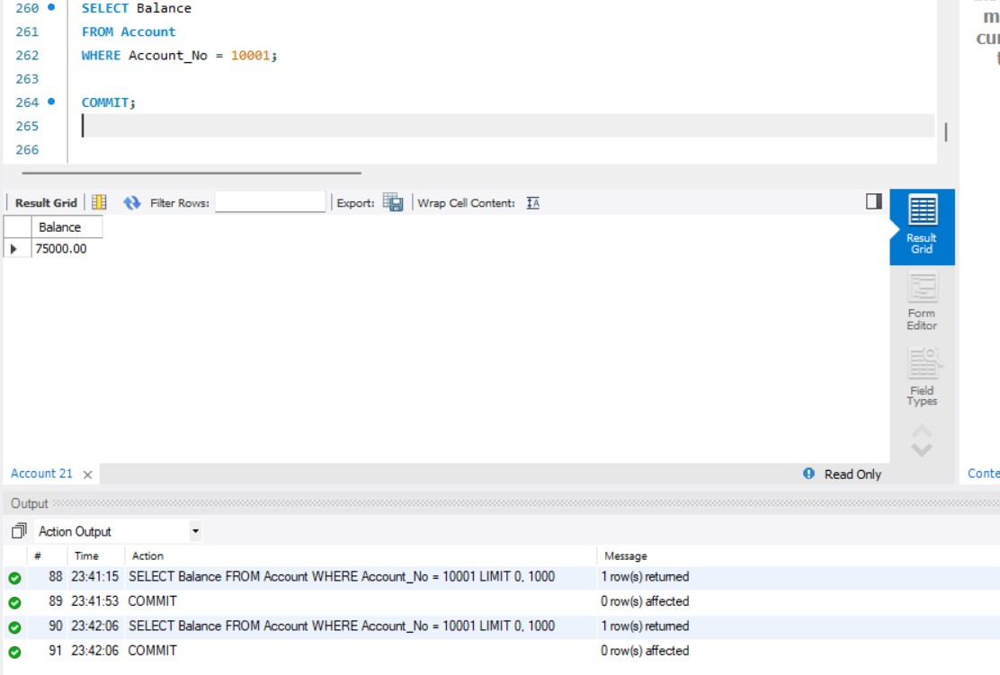 260 SELECT Balance
m
261 FROM Account
cur
262 WHERE Account_No = 10001;
t
263
264 COMMIT;
265
266
Result Grid Filter Rows: Export: Wrap Cell Content: IA
Balance
75000.00
Result
Grid
Form
Editor
Field
Types
Account 21 × Read Only Conte
Output
Action Output
# Time Action Message
88 23:41:15 SELECT Balance FROM Account WHERE Account_No = 10001 LIMIT 0, 1000 1 row(s) returned
89 23:41:53 COMMIT 0 row(s) affected
90 23:42:06 SELECT Balance FROM Account WHERE Account_No = 10001 LIMIT 0, 1000 1 row(s) returned
91 23:42:06 COMMIT 0 row(s) affected